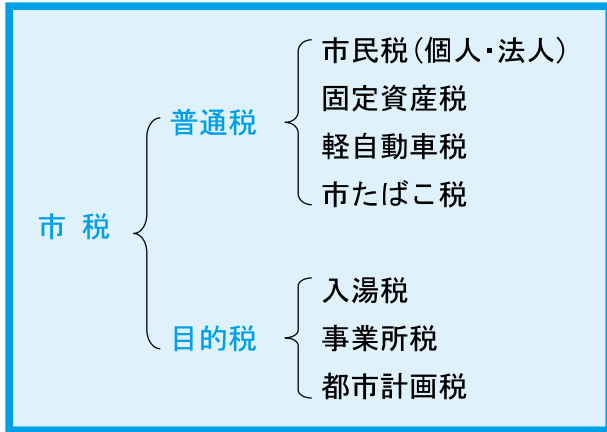 市税
普通税
市民税（個人・法人）
固定資産税
軽自動車税
市たばこ税
目的税
入湯税
事業所税
都市計画税